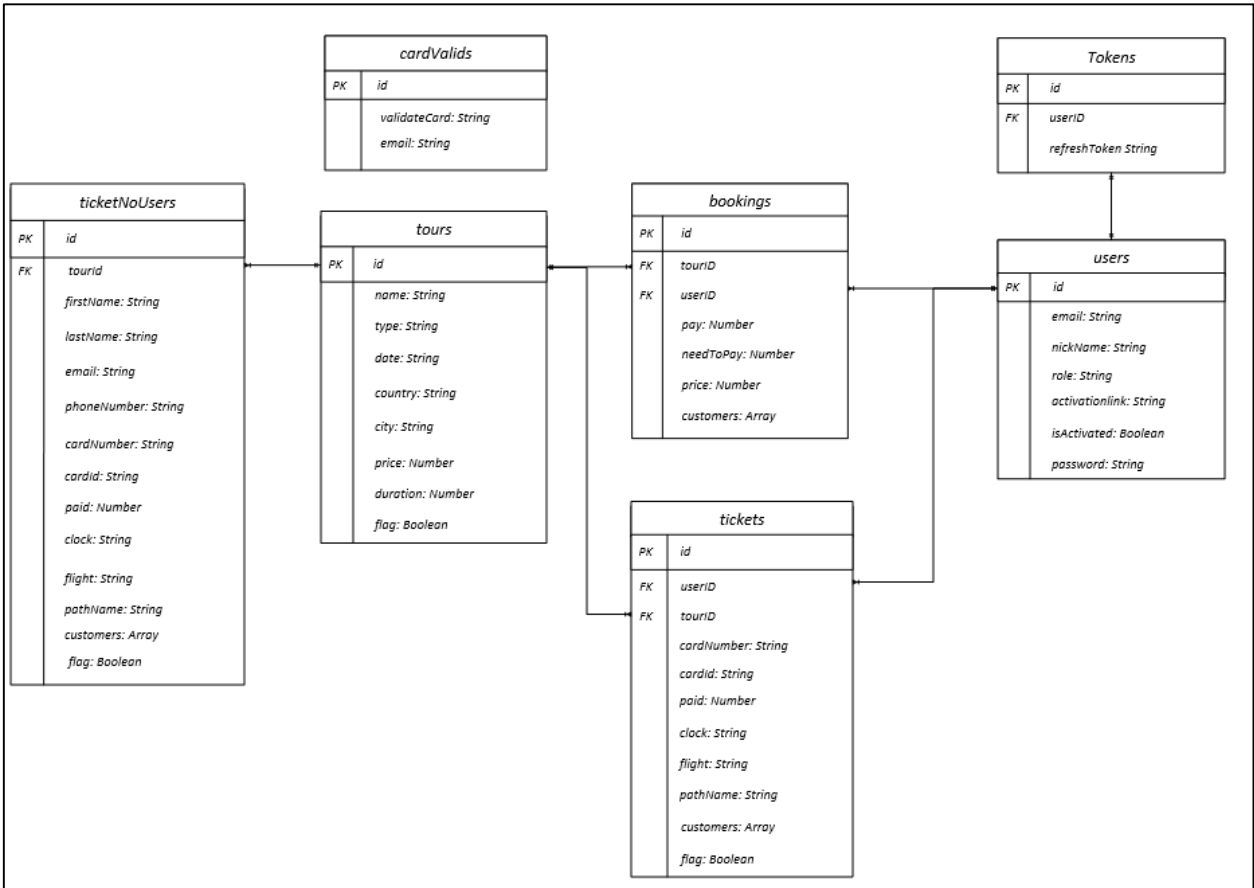 cardValids
PK id
validateCard: String
email: String
Tokens
PK id
FK userID
refreshToken String
ticketNoUsers
PK id
FK tourId
firstName: String
lastName: String
email: String
phoneNumber: String
cardNumber: String
cardId: String
paid: Number
clock: String
flight: String
pathName: String
customers: Array
flag: Boolean
tours
PK id
name: String
type: String
date: String
country: String
city: String
price: Number
duration: Number
flag: Boolean
bookings
PK id
FK tourID
FK userID
pay: Number
needToPay: Number
price: Number
customers: Array
users
PK id
email: String
nickName: String
role: String
activationlink: String
isActivated: Boolean
password: String
tickets
PK id
FK userID
FK tourID
cardNumber: String
cardId: String
paid: Number
clock: String
flight: String
pathName: String
customers: Array
flag: Boolean